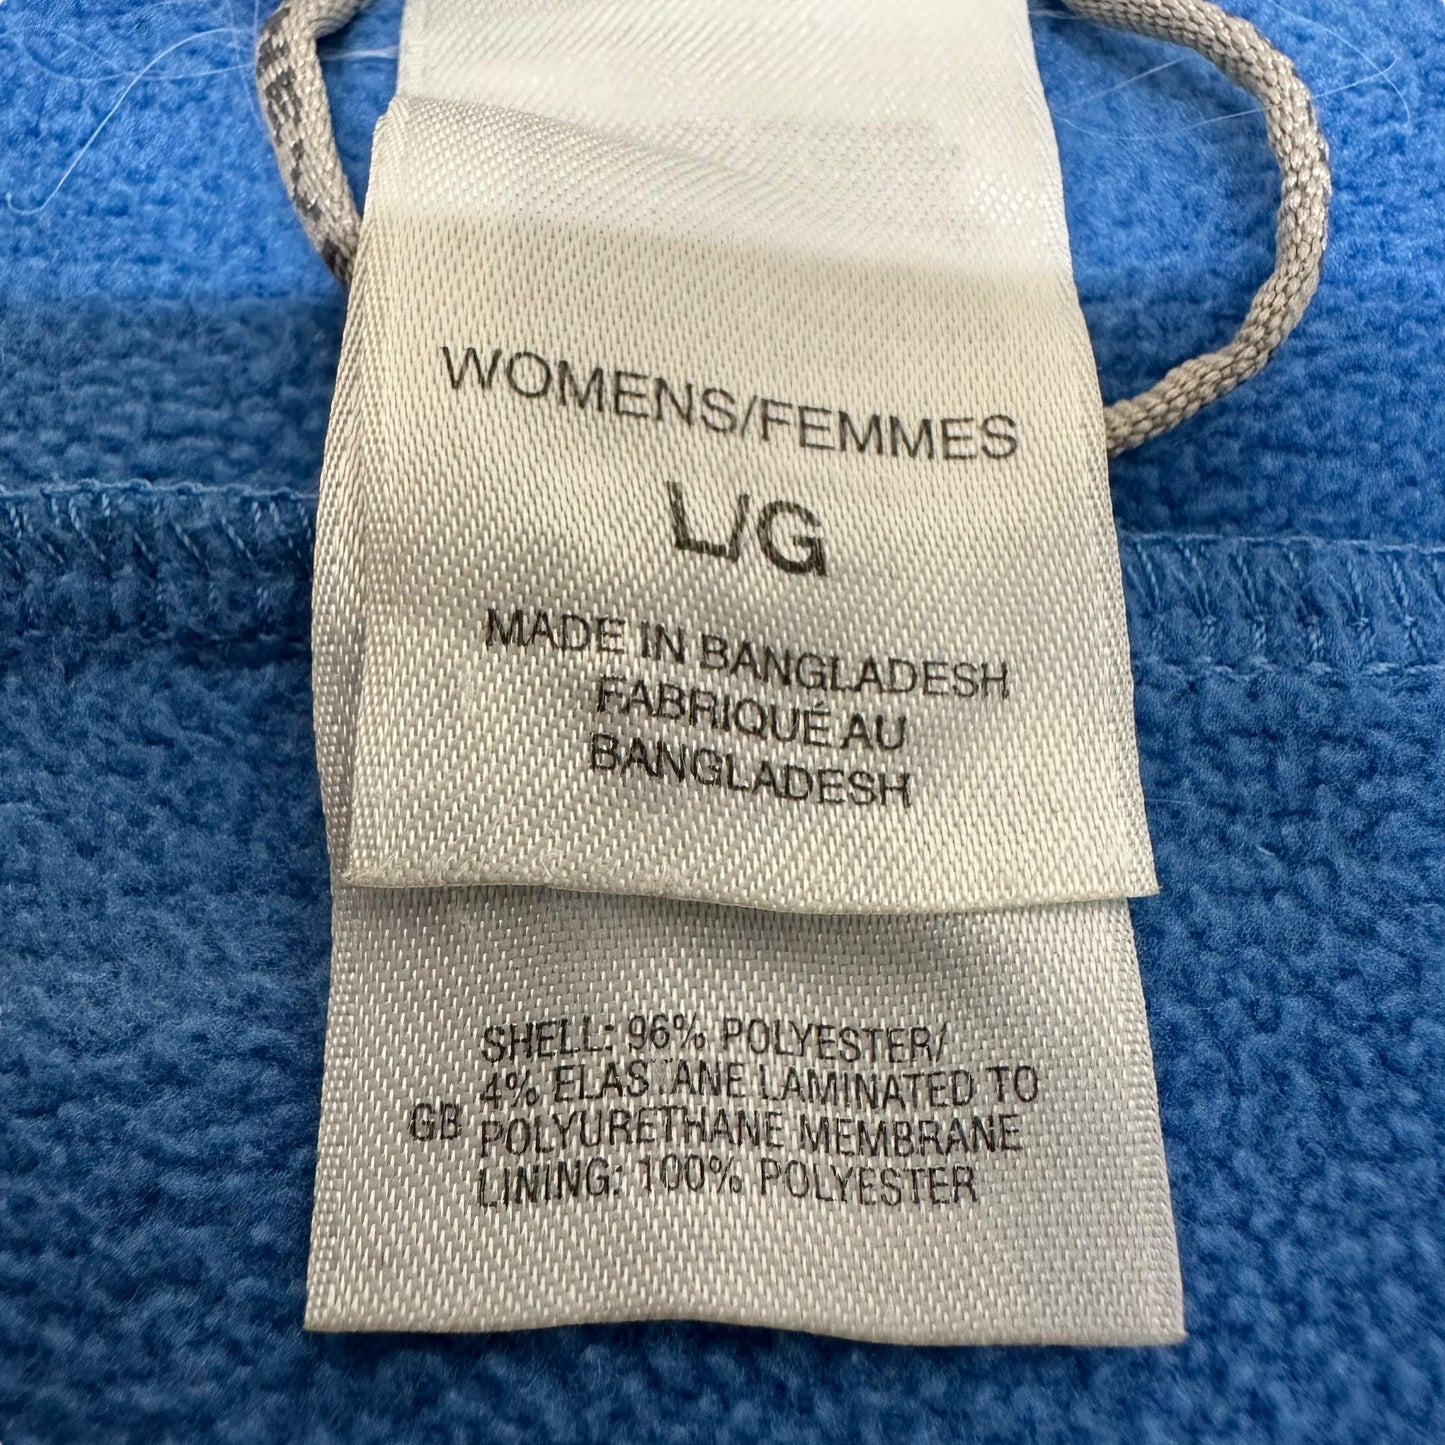 WOMENS/FEMMES
L/G
MADE IN BANGLADESH
FABRIQUÉ AU
BANGLADESH
SHELL: 96% POLYESTER/
4% ELASTANE LAMINATED TO
GB POLYURETHANE MEMBRANE
LINING: 100% POLYESTER